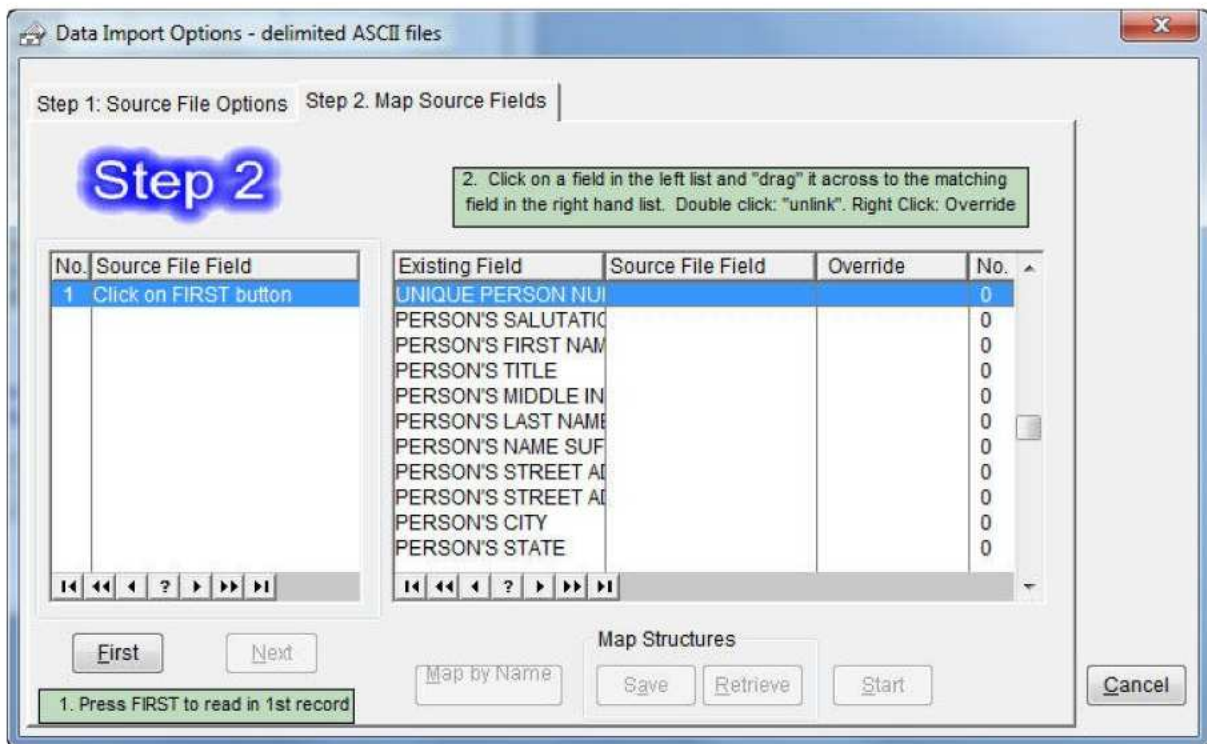 Data Import Options - delimited ASCII files
Step 1: Source File Options Step 2. Map Source Fields
Step 2
2. Click on a field in the left list and "drag" it across to the matching
field in the right hand list. Double click: "unlink". Right Click: Override
No. Source File Field
1 Click on FIRST button
Existing Field Source File Field Override No.
UNIQUE PERSON NUI 0
PERSON'S SALUTATIC 0
PERSON'S FIRST NAM 0
PERSON'S TITLE 0
PERSON'S MIDDLE IN 0
PERSON'S LAST NAME 0
PERSON'S NAME SUF 0
PERSON'S STREET AD 0
PERSON'S STREET AD 0
PERSON'S CITY 0
PERSON'S STATE 0
?
?
First Next
1. Press FIRST to read in 1st record
Map by Name
Map Structures
Save Retrieve
Start
Cancel